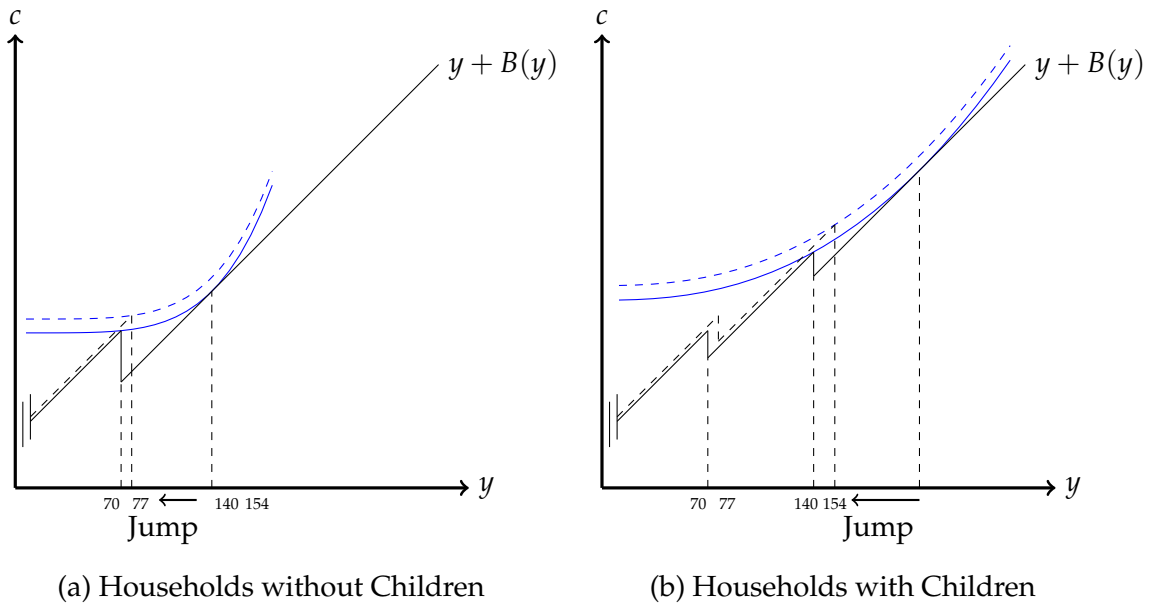 c
y + B(y)
70 77 140 154
y
Jump
(a) Households without Children
c
y + B(y)
70 77 140 154
y
Jump
(b) Households with Children